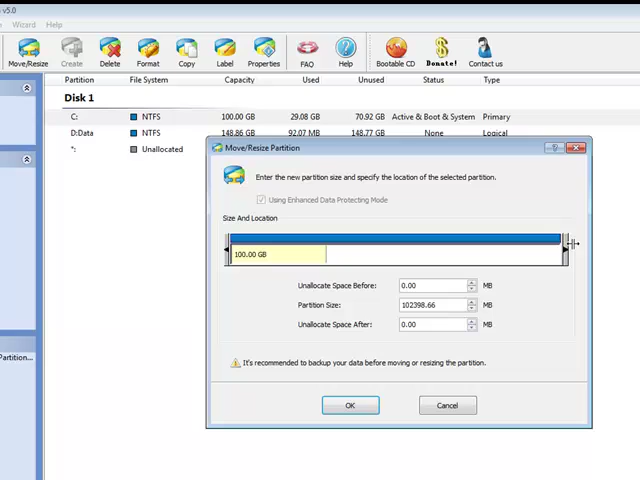 v5.0
Wizard Help
Move/Resize Create Delete Format Copy Label Properties FAQ Help Bootable CD Donate! Contact us
Partition File System Capacity Used Unused Status Type
Disk 1
C: NTFS 100.00 GB 29.08 GB 70.92 GB Active & Boot & System Primary
D:Data NTFS 148.86 GB 92.07 MB 148.77 GB None Logical
*: Unallocated
Move/Resize Partition
Enter the new partition size and specify the location of the selected partition.
Using Enhanced Data Protecting Mode
Size And Location
100.00 GB
Unallocate Space Before: 0.00 MB
Partition Size: 102398.66 MB
Unallocate Space After: 0.00 MB
Partition...
It's recommended to backup your data before moving or resizing the partition.
OK Cancel